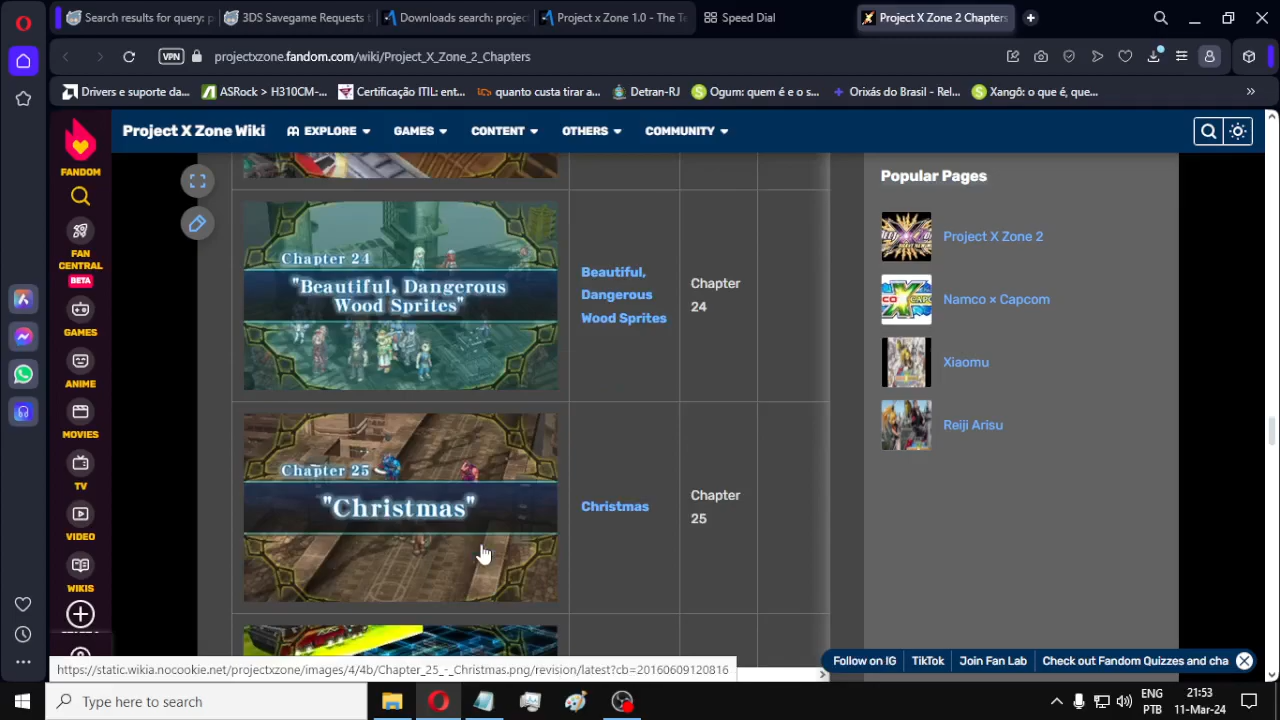 Search results for query: p
3DS Savegame Requests t
Downloads search; projec
Project x Zone 1.0 - The Te
Speed Dial
Project X Zone 2 Chapters
VPN
projectxzone.fandom.com/wiki/Project_X_Zone_2_Chapters
Drivers e suporte da...
ASRock > H310CM-...
Certificação ITIL: ent...
quanto custa tirar a...
Detran-RJ
Ogum: quem é e o s...
Orixás do Brasil - Rel...
Xangô: o que é, que...
FANDOM
Project X Zone Wiki
EXPLORE
GAMES
CONTENT
OTHERS
COMMUNITY
FAN
CENTRAL
BETA
GAMES
ANIME
MOVIES
TV
VIDEO
WIKIS
Chapter 24
"Beautiful, Dangerous
Wood Sprites"
Beautiful,
Dangerous
Wood Sprites
Chapter
24
Chapter 25
"Christmas"
Christmas
Chapter
25
Popular Pages
Project X Zone 2
Namco × Capcom
Xiaomu
Reiji Arisu
https://static.wikia.nocookie.net/projectxzone/images/4/4b/Chapter_25_-_Christmas.png/revision/latest?cb=20160609120816
Follow on IG
TikTok
Join Fan Lab
Check out Fandom Quizzes and cha
Type here to search
ENG
PTB
21:53
11-Mar-24